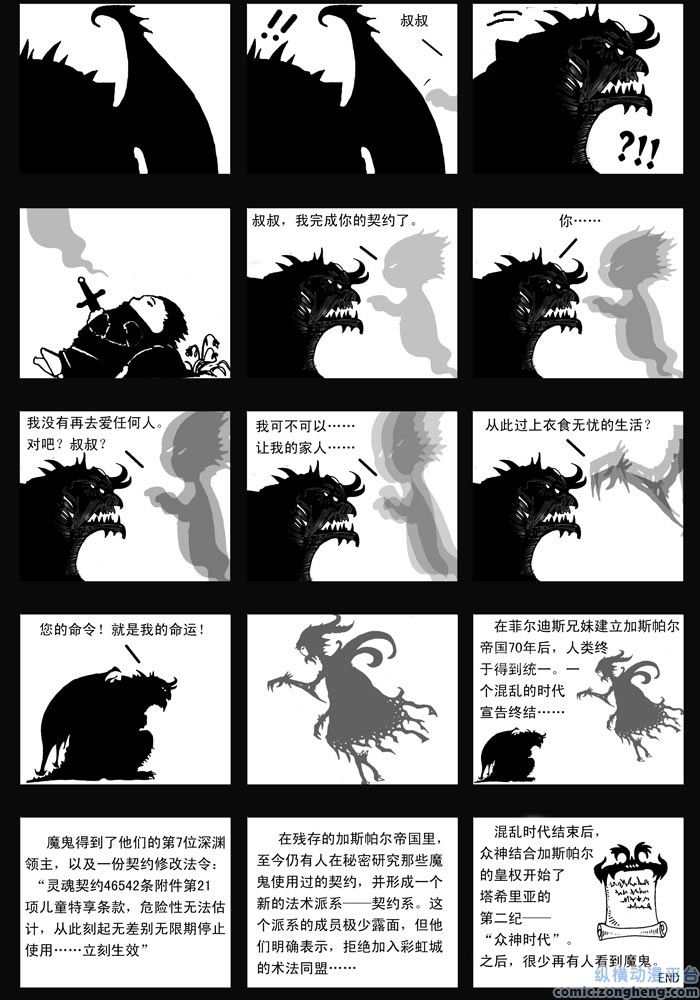 !!
叔叔
?!!
叔叔，我完成你的契约了。
你……
我没有再去爱任何人。
对吧？叔叔？
我可不可以……
让我的家人……
从此过上衣食无忧的生活？
您的命令！就是我的命运！
在菲尔迪斯兄妹建立加斯帕尔
帝国70年后，人类终
于得到统一。一
个混乱的时代
宣告终结……
魔鬼得到了他们的第7位深渊
领主，以及一份契约修改法令：
“灵魂契约46542条附件第21
项儿童特享条款，危险性无法估
计，从此刻起无差别无限期停止
使用……立刻生效”
在残存的加斯帕尔帝国里，
至今仍有人在秘密研究那些魔
鬼使用过的契约，并形成一个
新的法术派系——契约系。这
个派系的成员极少露面，但他
们明确表示，拒绝加入彩虹城
的术法同盟……
混乱时代结束后，
众神结合加斯帕尔
的皇权开始了
塔希里亚的
第二纪——
“众神时代”。
之后，很少再有人看到魔鬼。
END
纵横动漫平台
comic.zongheng.com